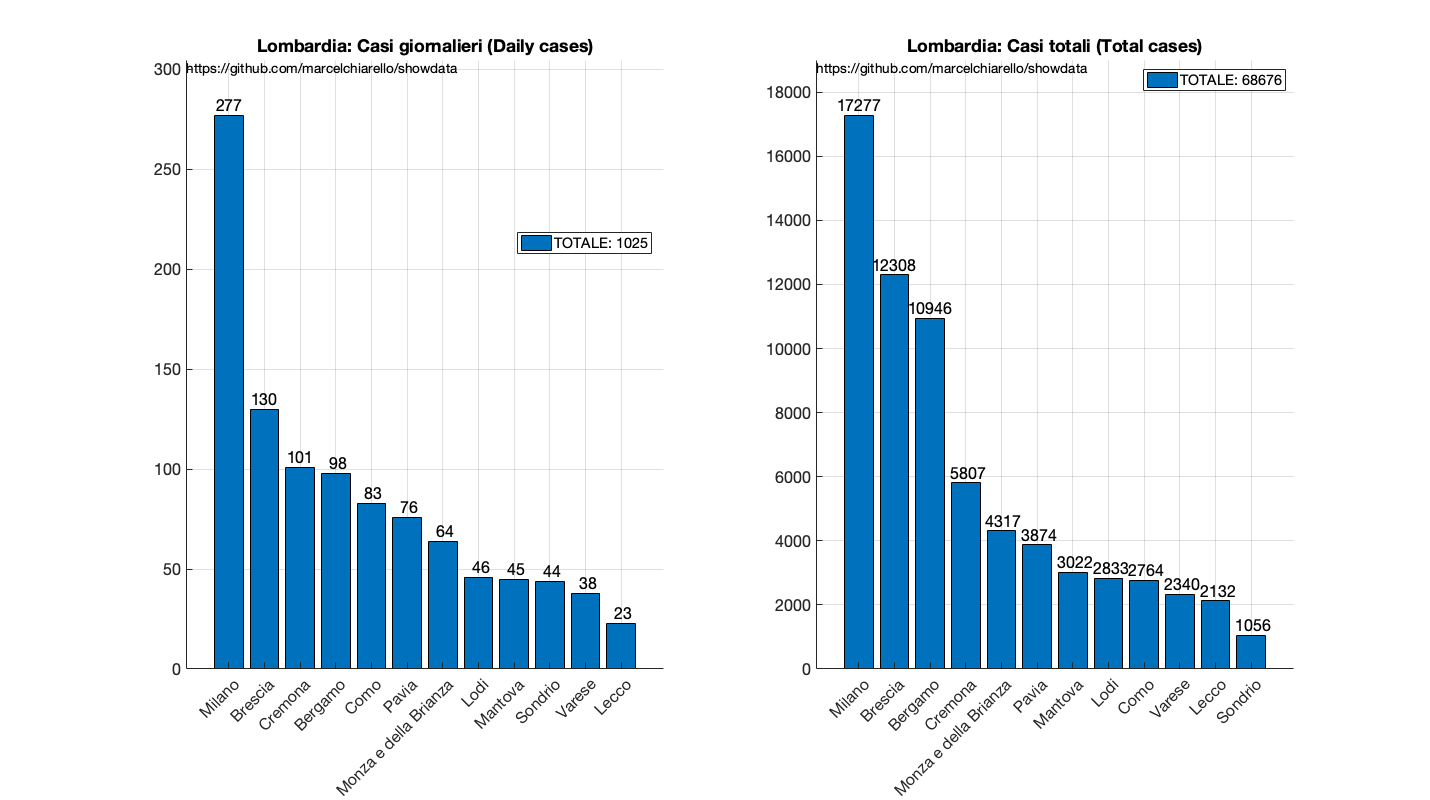 Lombardia: Casi giornalieri (Daily cases)
https://github.com/marcelchiarello/showdata
TOTALE: 1025
300
250
200
150
100
50
0
277
130
101
98
83
76
64
46
45
44
38
23
Milano
Brescia
Cremona
Bergamo
Como
Pavia
Monza e della Brianza
Lodi
Mantova
Sondrio
Varese
Lecco
Lombardia: Casi totali (Total cases)
https://github.com/marcelchiarello/showdata
TOTALE: 68676
18000
16000
14000
12000
10000
8000
6000
4000
2000
0
17277
12308
10946
5807
4317
3874
3022
2833
2764
2340
2132
1056
Milano
Brescia
Bergamo
Cremona
Monza e della Brianza
Pavia
Mantova
Lodi
Como
Varese
Lecco
Sondrio